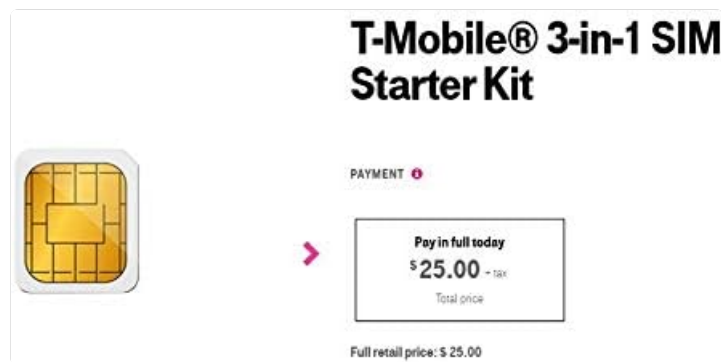 T-Mobile® 3-in-1 SIM
Starter Kit
PAYMENT
Pay in full today
$25.00 - tax
Total price
Full retail price: $ 25.00